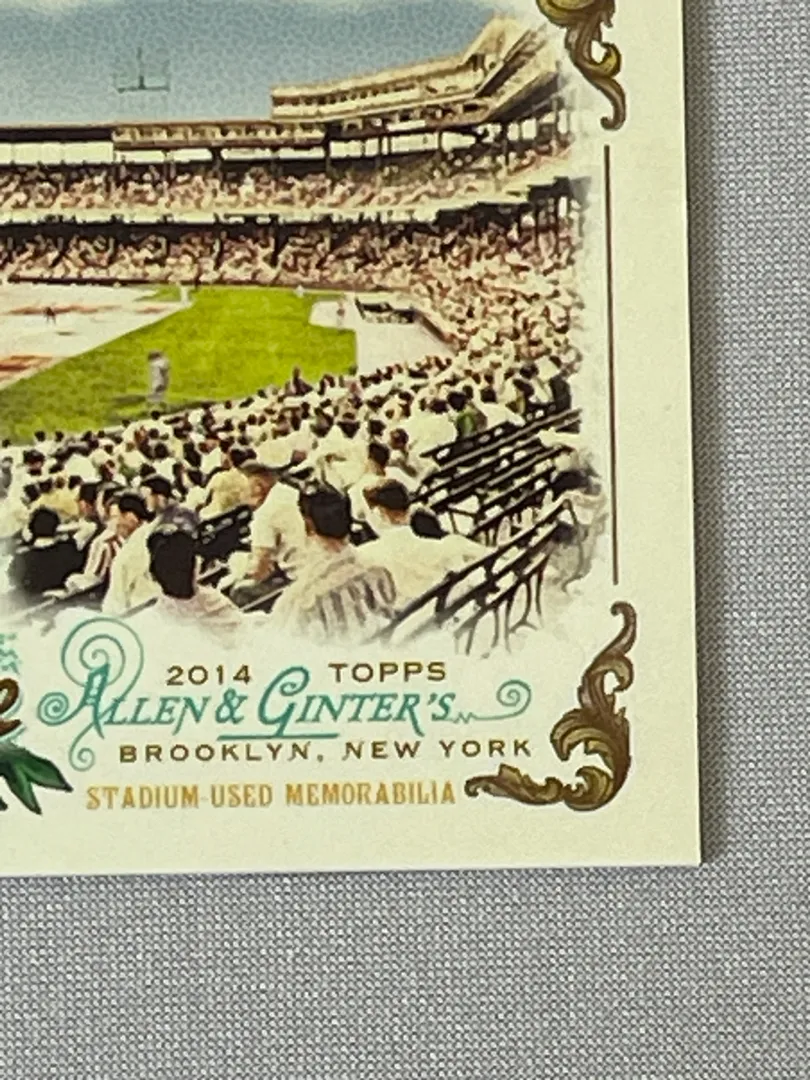 2014 TOPPS
ALLEN & GINTER'S
BROOKLYN, NEW YORK
STADIUM-USED MEMORABILIA